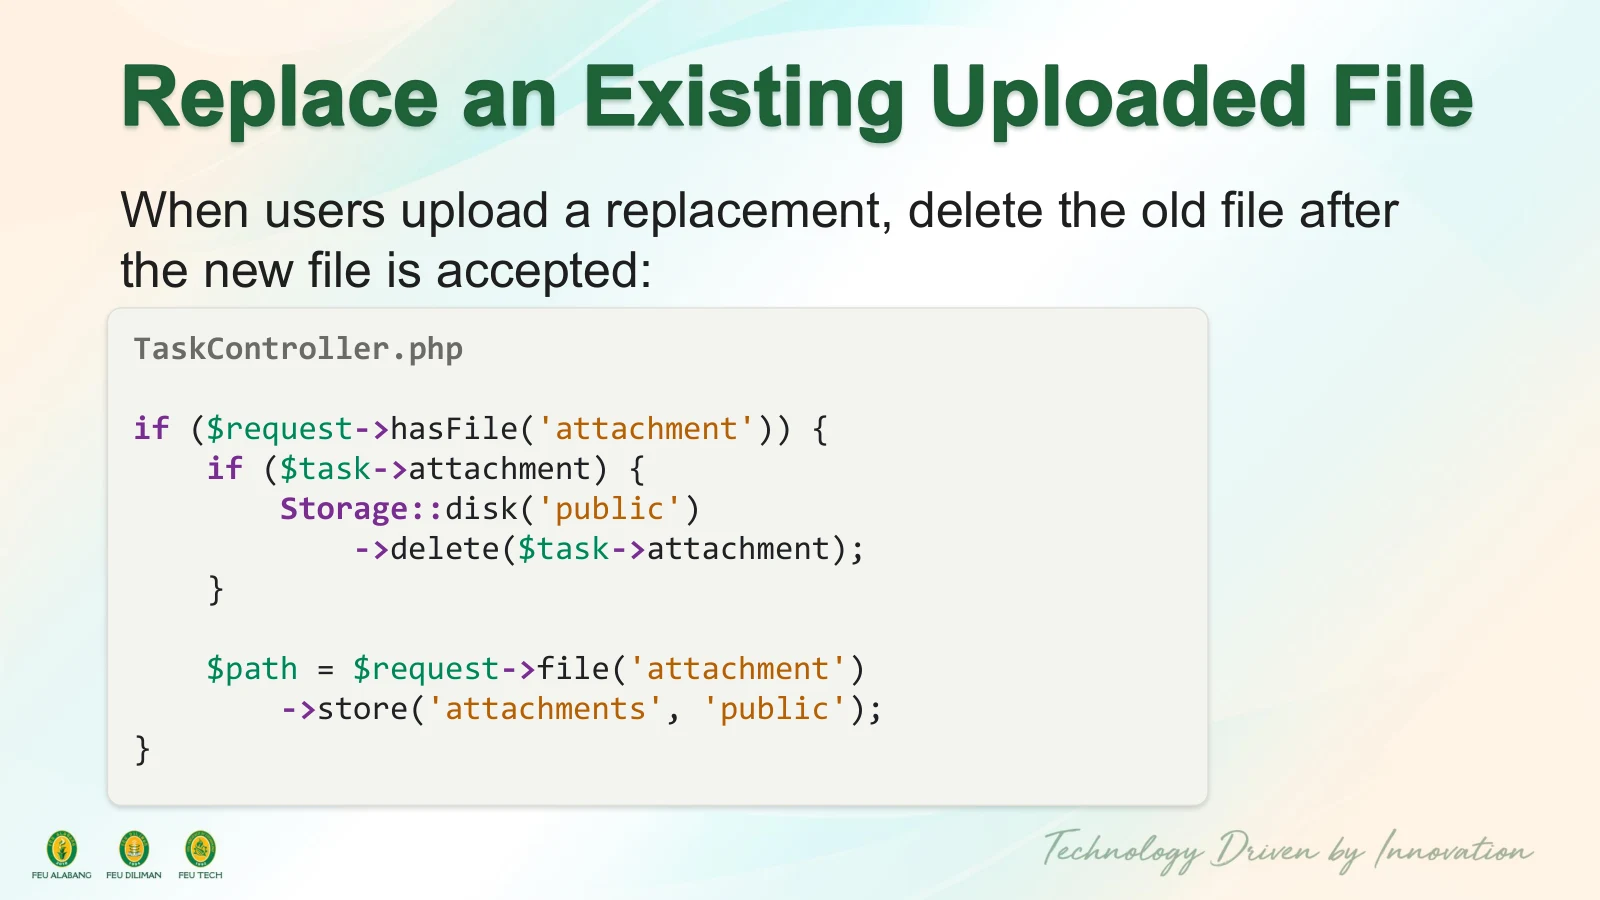 Replace an Existing Uploaded File
When users upload a replacement, delete the old file after
the new file is accepted:
TaskController.php
if ($request->hasFile('attachment')) {
    if ($task->attachment) {
        Storage::disk('public')
            ->delete($task->attachment);
    }
    $path = $request->file('attachment')
        ->store('attachments', 'public');
}
FEU ALABANG
FEU DILIMAN
FEU TECH
Technology Driven by Innovation